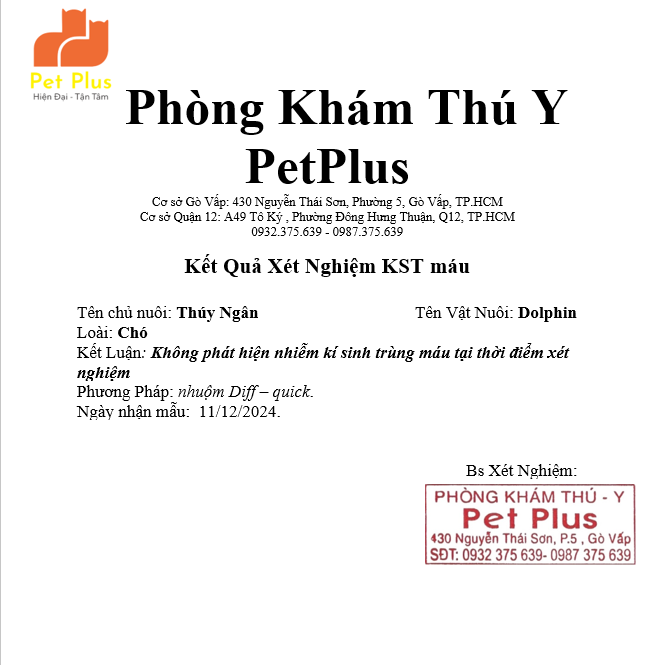 Pet Plus
Hiện Đại - Tận Tâm
Phòng Khám Thú Y
PetPlus
Cơ sở Gò Vấp: 430 Nguyễn Thái Sơn, Phường 5, Gò Vấp, TP.HCM
Cơ sở Quận 12: A49 Tô Ký , Phường Đông Hưng Thuận, Q12, TP.HCM
0932.375.639 - 0987.375.639
Kết Quả Xét Nghiệm KST máu
Tên chủ nuôi: Thúy Ngân Tên Vật Nuôi: Dolphin
Loài: Chó
Kết Luận: Không phát hiện nhiễm kí sinh trùng máu tại thời điểm xét
nghiệm
Phương Pháp: nhuộm Diff – quick.
Ngày nhận mẫu: 11/12/2024.
Bs Xét Nghiệm:
PHÒNG KHÁM THÚ - Y
Pet Plus
430 Nguyễn Thái Sơn, P.5 , Gò Vấp
SĐT: 0932 375 639- 0987 375 639